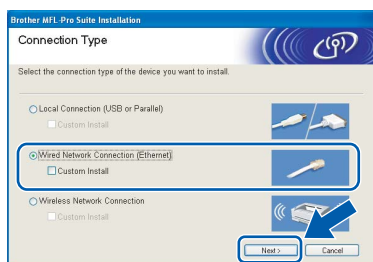 Brother MFL-Pro Suite Installation
Connection Type
Select the connection type of the device you want to install.
Local Connection (USB or Parallel)
Custom Install
Wired Network Connection (Ethernet)
Custom Install
Wireless Network Connection
Custom Install
Next >
Cancel